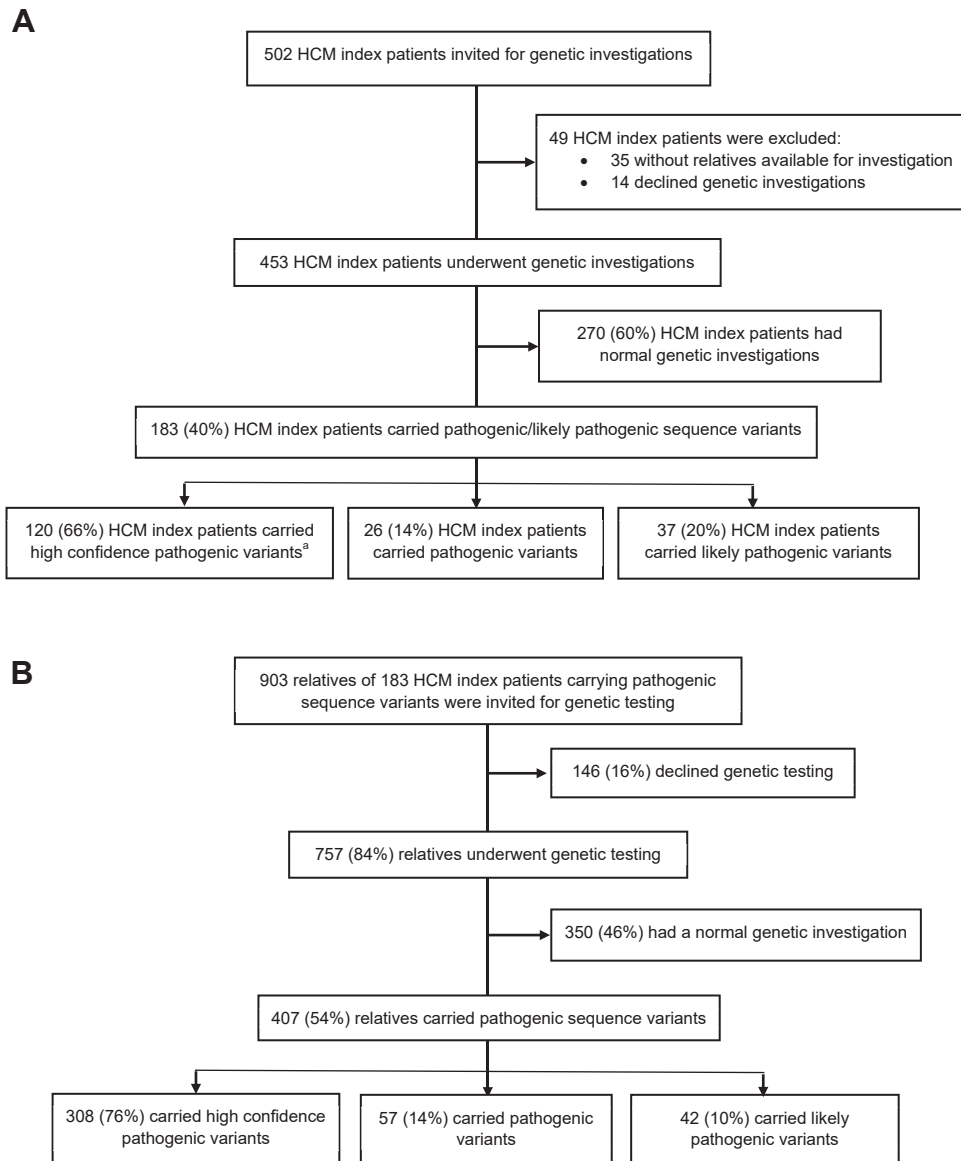 A
502 HCM index patients invited for genetic investigations
49 HCM index patients were excluded:
• 35 without relatives available for investigation
• 14 declined genetic investigations
453 HCM index patients underwent genetic investigations
270 (60%) HCM index patients had
normal genetic investigations
183 (40%) HCM index patients carried pathogenic/likely pathogenic sequence variants
120 (66%) HCM index patients carried
high confidence pathogenic variantsᵃ
26 (14%) HCM index patients
carried pathogenic variants
37 (20%) HCM index patients
carried likely pathogenic variants
B
903 relatives of 183 HCM index patients carrying pathogenic
sequence variants were invited for genetic testing
146 (16%) declined genetic testing
757 (84%) relatives underwent genetic testing
350 (46%) had a normal genetic investigation
407 (54%) relatives carried pathogenic sequence variants
308 (76%) carried high confidence
pathogenic variants
57 (14%) carried pathogenic
variants
42 (10%) carried likely
pathogenic variants